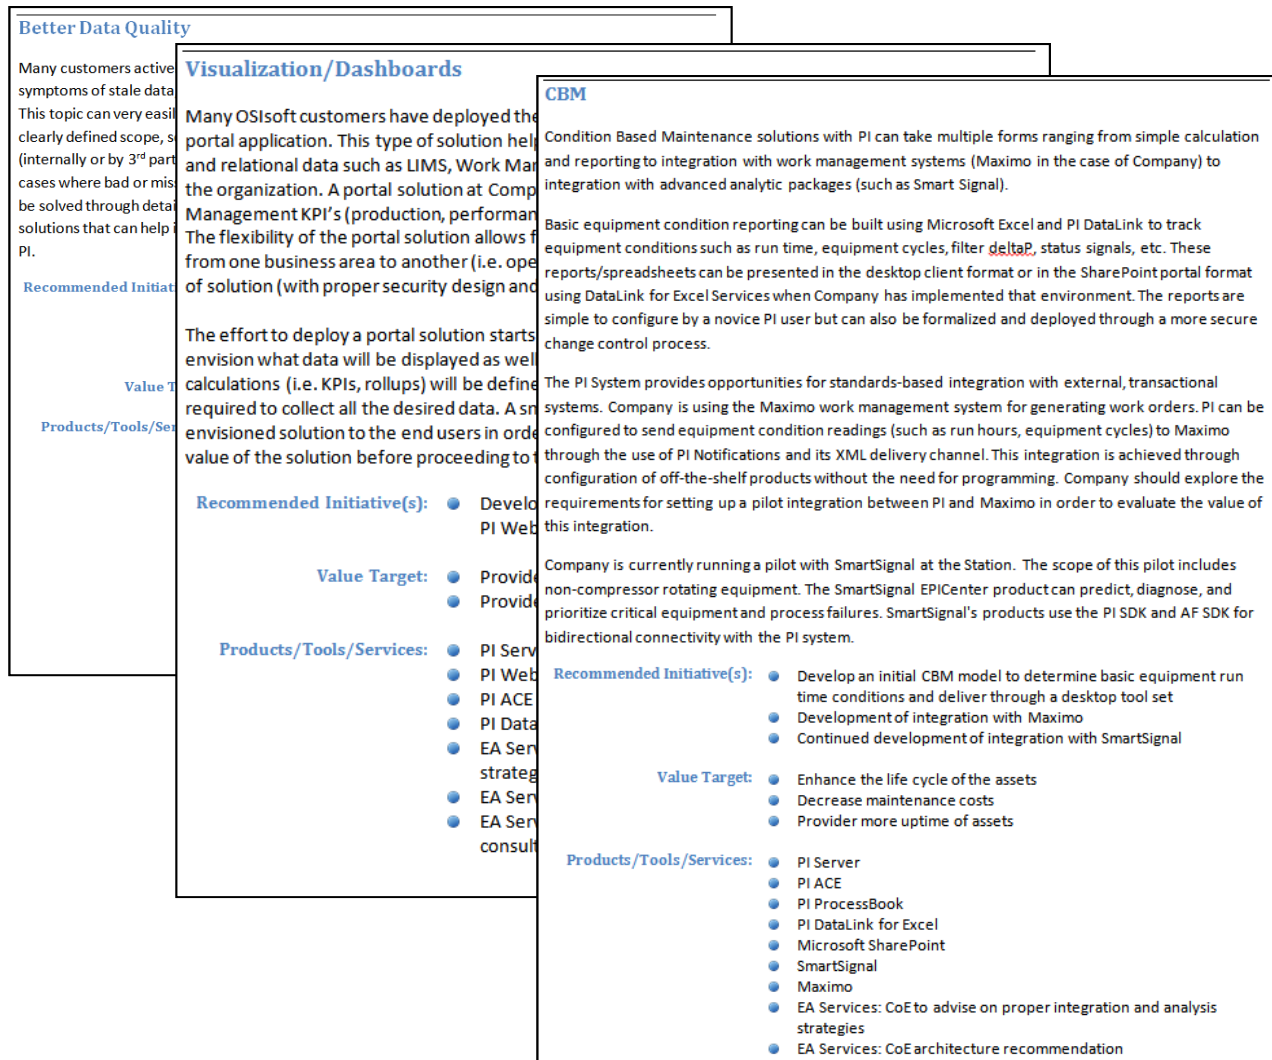 Better Data Quality
Many customers active
symptoms of stale data
This topic can very easil
clearly defined scope, s
(internally or by 3rd part
cases where bad or mis
be solved through detai
solutions that can help i
PI.
Recommended Initiat
Value T
Products/Tools/Ser
Visualization/Dashboards
Many OSIsoft customers have deployed the
portal application. This type of solution help
and relational data such as LIMS, Work Mar
the organization. A portal solution at Comp
Management KPI's (production, performan
The flexibility of the portal solution allows f
from one business area to another (i.e. ope
of solution (with proper security design and
The effort to deploy a portal solution starts
envision what data will be displayed as well
calculations (i.e. KPIs, rollups) will be define
required to collect all the desired data. A sm
envisioned solution to the end users in orde
value of the solution before proceeding to t
Recommended Initiative(s):
Develo
PI Web
Value Target:
Provide
Provide
Products/Tools/Services:
PI Serv
PI Web
PI ACE
PI Data
EA Serv
strateg
EA Serv
EA Serv
consult
CBM
Condition Based Maintenance solutions with PI can take multiple forms ranging from simple calculation
and reporting to integration with work management systems (Maximo in the case of Company) to
integration with advanced analytic packages (such as Smart Signal).
Basic equipment condition reporting can be built using Microsoft Excel and PI DataLink to track
equipment conditions such as run time, equipment cycles, filter deltaP, status signals, etc. These
reports/spreadsheets can be presented in the desktop client format or in the SharePoint portal format
using DataLink for Excel Services when Company has implemented that environment. The reports are
simple to configure by a novice PI user but can also be formalized and deployed through a more secure
change control process.
The PI System provides opportunities for standards-based integration with external, transactional
systems. Company is using the Maximo work management system for generating work orders. PI can be
configured to send equipment condition readings (such as run hours, equipment cycles) to Maximo
through the use of PI Notifications and its XML delivery channel. This integration is achieved through
configuration of off-the-shelf products without the need for programming. Company should explore the
requirements for setting up a pilot integration between PI and Maximo in order to evaluate the value of
this integration.
Company is currently running a pilot with SmartSignal at the Station. The scope of this pilot includes
non-compressor rotating equipment. The SmartSignal EPICenter product can predict, diagnose, and
prioritize critical equipment and process failures. SmartSignal's products use the PI SDK and AF SDK for
bidirectional connectivity with the PI system.
Recommended Initiative(s):
Develop an initial CBM model to determine basic equipment run
time conditions and deliver through a desktop tool set
Development of integration with Maximo
Continued development of integration with SmartSignal
Value Target:
Enhance the life cycle of the assets
Decrease maintenance costs
Provider more uptime of assets
Products/Tools/Services:
PI Server
PI ACE
PI ProcessBook
PI DataLink for Excel
Microsoft SharePoint
SmartSignal
Maximo
EA Services: CoE to advise on proper integration and analysis
strategies
EA Services: CoE architecture recommendation